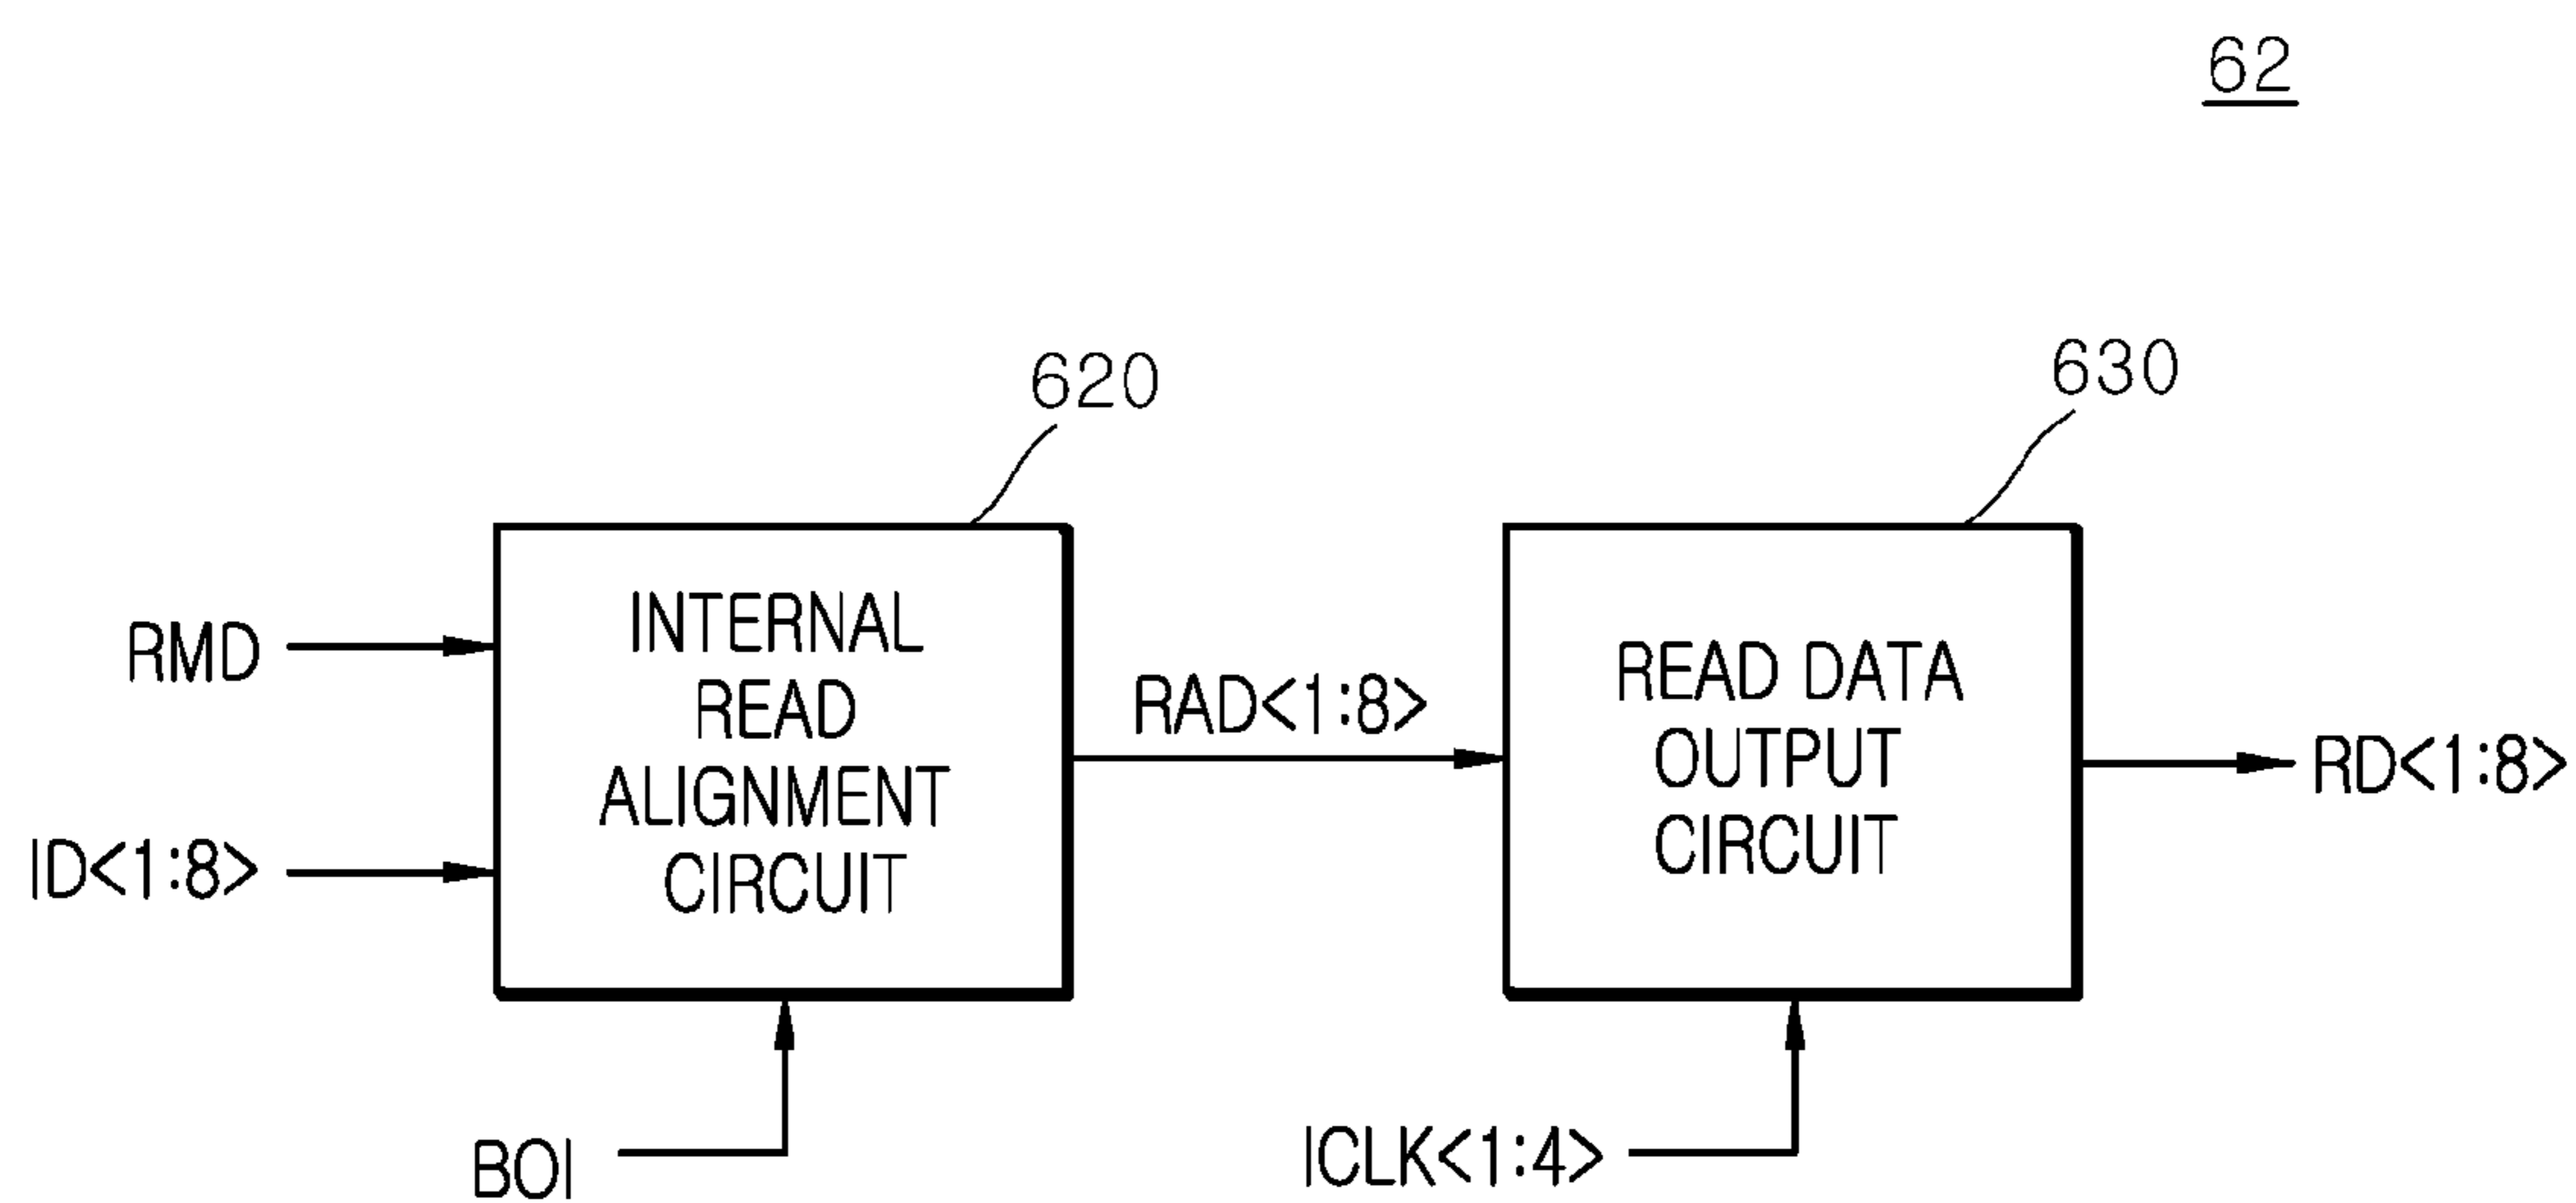 62
620
630
RMD
ID<1:8>
INTERNAL
READ
ALIGNMENT
CIRCUIT
BOI
RAD<1:8>
READ DATA
OUTPUT
CIRCUIT
ICLK<1:4>
RD<1:8>